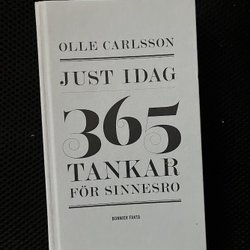 OLLE CARLSSON
JUST IDAG
365
TANKAR
FÖR SINNESRO
BONNIER FAKTA